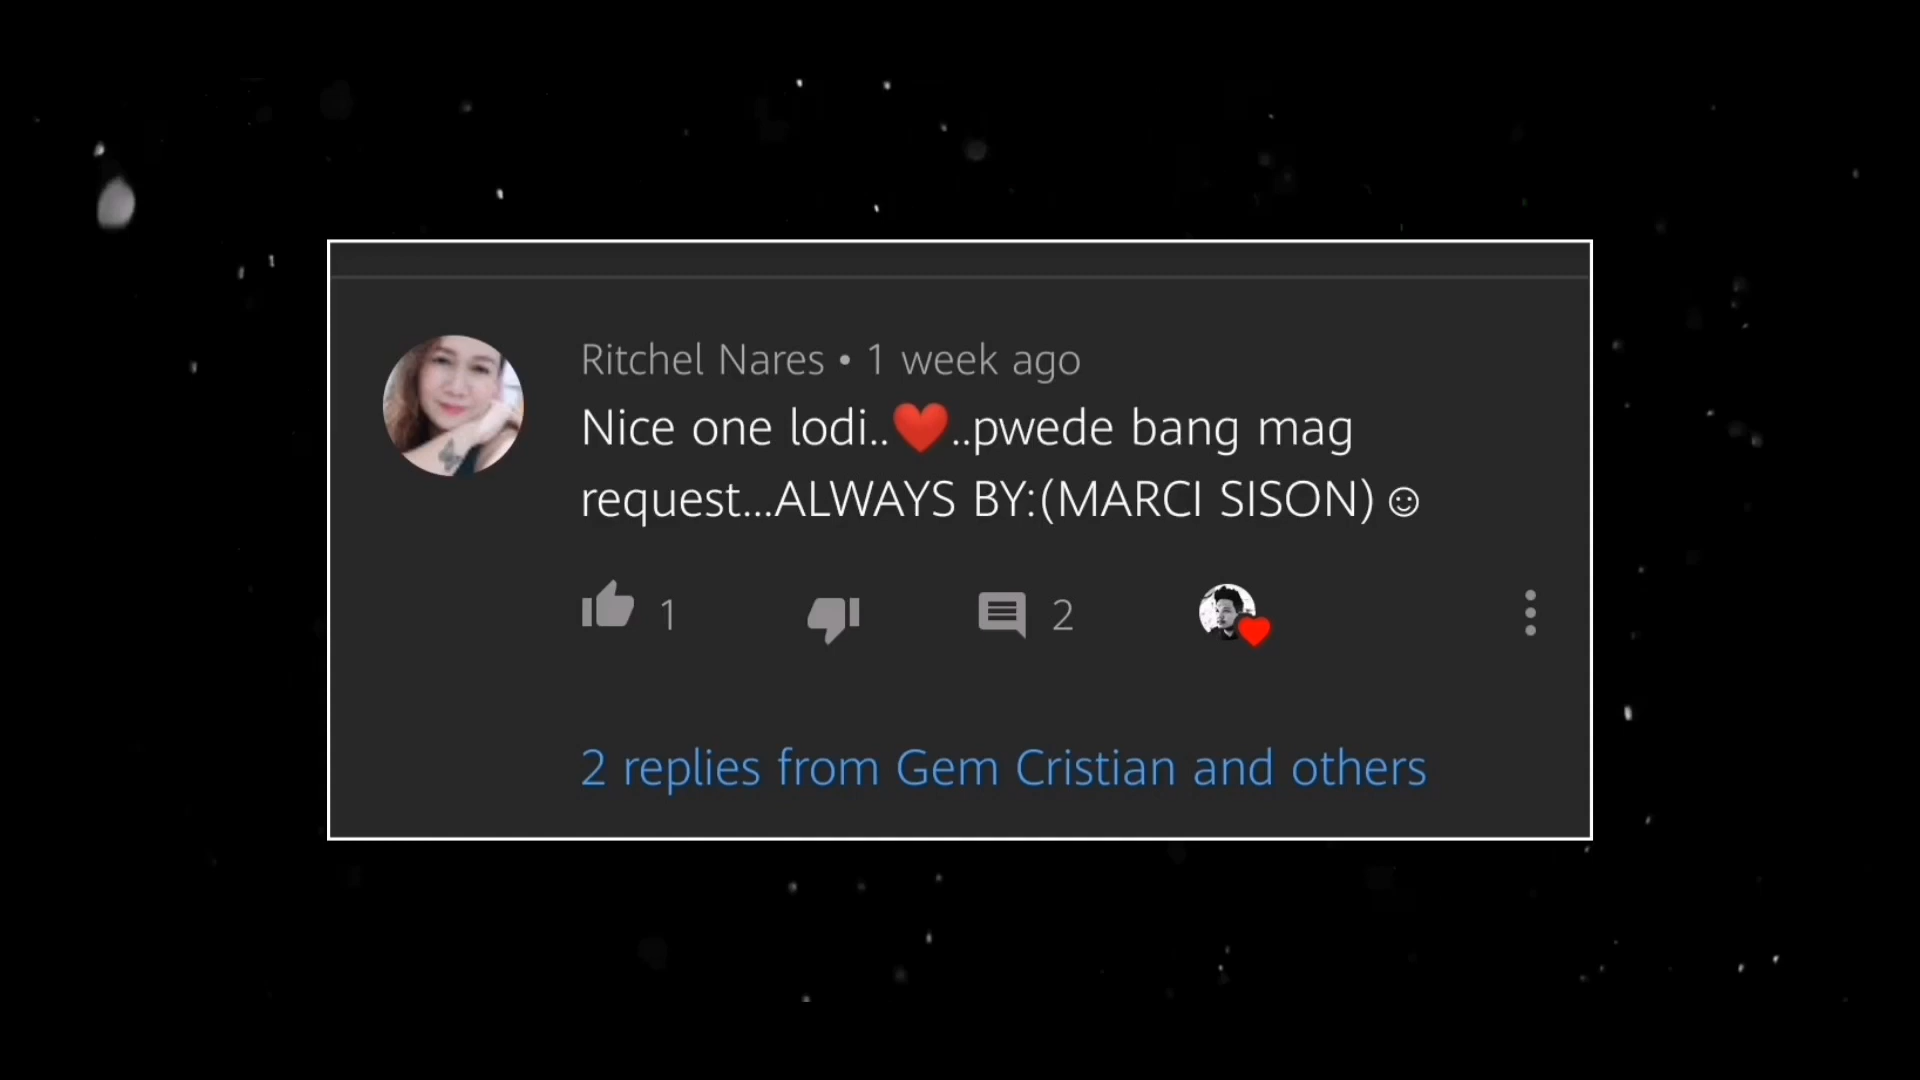 Ritchel Nares • 1 week ago
Nice one lodi..❤️..pwede bang mag
request...ALWAYS BY:(MARCI SISON)☺
1
2
2 replies from Gem Cristian and others